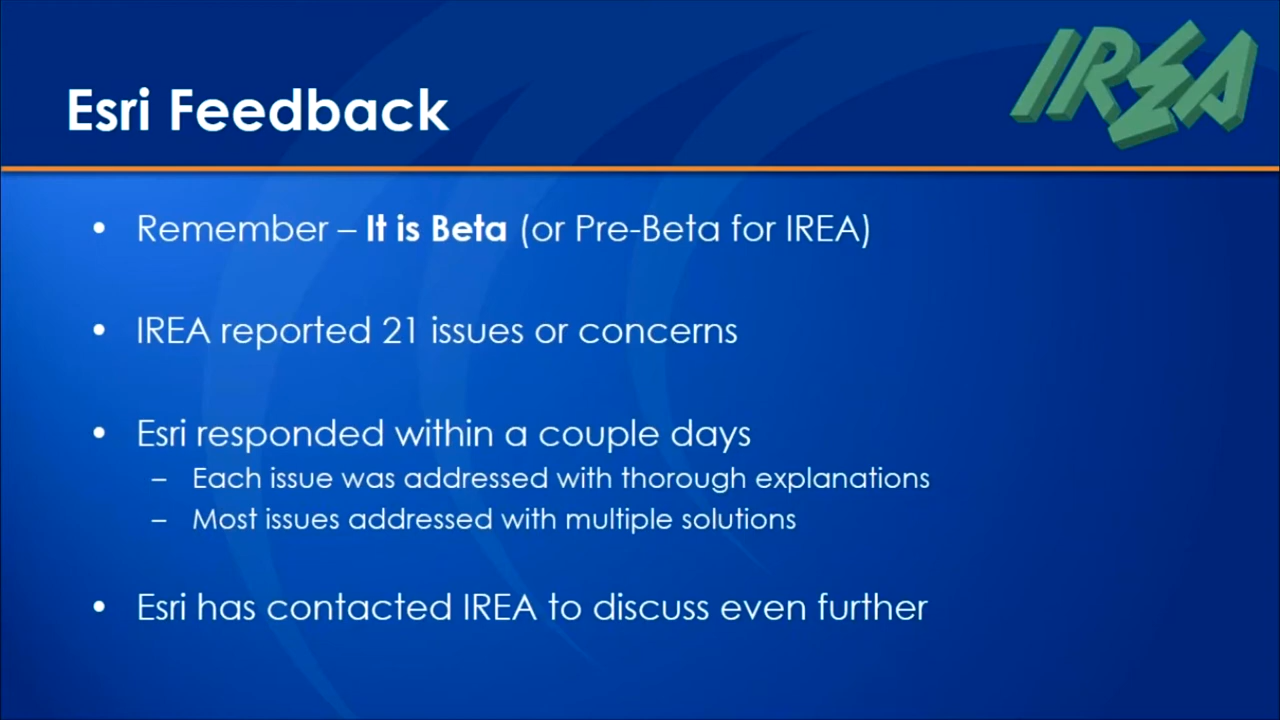 IREA
Esri Feedback
• Remember – It is Beta (or Pre-Beta for IREA)
• IREA reported 21 issues or concerns
• Esri responded within a couple days
– Each issue was addressed with thorough explanations
– Most issues addressed with multiple solutions
• Esri has contacted IREA to discuss even further